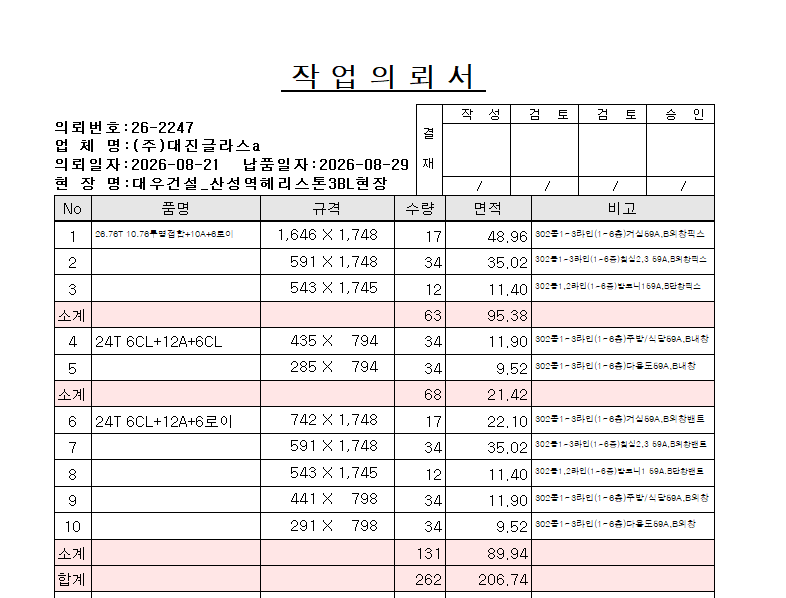 작업의뢰서
결재
작 성 검 토 검 토 승 인
/ / / /
의뢰번호:26-2247
업 체 명:(주)대진글라스a
의뢰일자:2026-08-21 납품일자:2026-08-29
현 장 명:대우건설_산성역헤리스톤3BL현장
No 품명 규격 수량 면적 비고
1 26.76T 10.76투명접합+10A+6로이 1,646 X 1,748 17 48.96 302동1-3라인(1-6층)거실59A,B외창픽스
2 591 X 1,748 34 35.02 302동1-3라인(1-6층)침실2,3 59A,B외창픽스
3 543 X 1,745 12 11.40 302동1,2라인(1-6층)발코니159A,B단창픽스
소계 63 95.38
4 24T 6CL+12A+6CL 435 X 794 34 11.90 302동1-3라인(1-6층)주방/식당59A,B내창
5 285 X 794 34 9.52 302동1-3라인(1-6층)다용도59A,B내창
소계 68 21.42
6 24T 6CL+12A+6로이 742 X 1,748 17 22.10 302동1-3라인(1-6층)거실59A,B외창밴트
7 591 X 1,748 34 35.02 302동1-3라인(1-6층)침실2,3 59A,B외창밴트
8 543 X 1,745 12 11.40 302동1,2라인(1-6층)발코니1 59A,B단창밴트
9 441 X 798 34 11.90 302동1-3라인(1-6층)주방/식당59A,B외창
10 291 X 798 34 9.52 302동1-3라인(1-6층)다용도59A,B외창
소계 131 89.94
합계 262 206.74